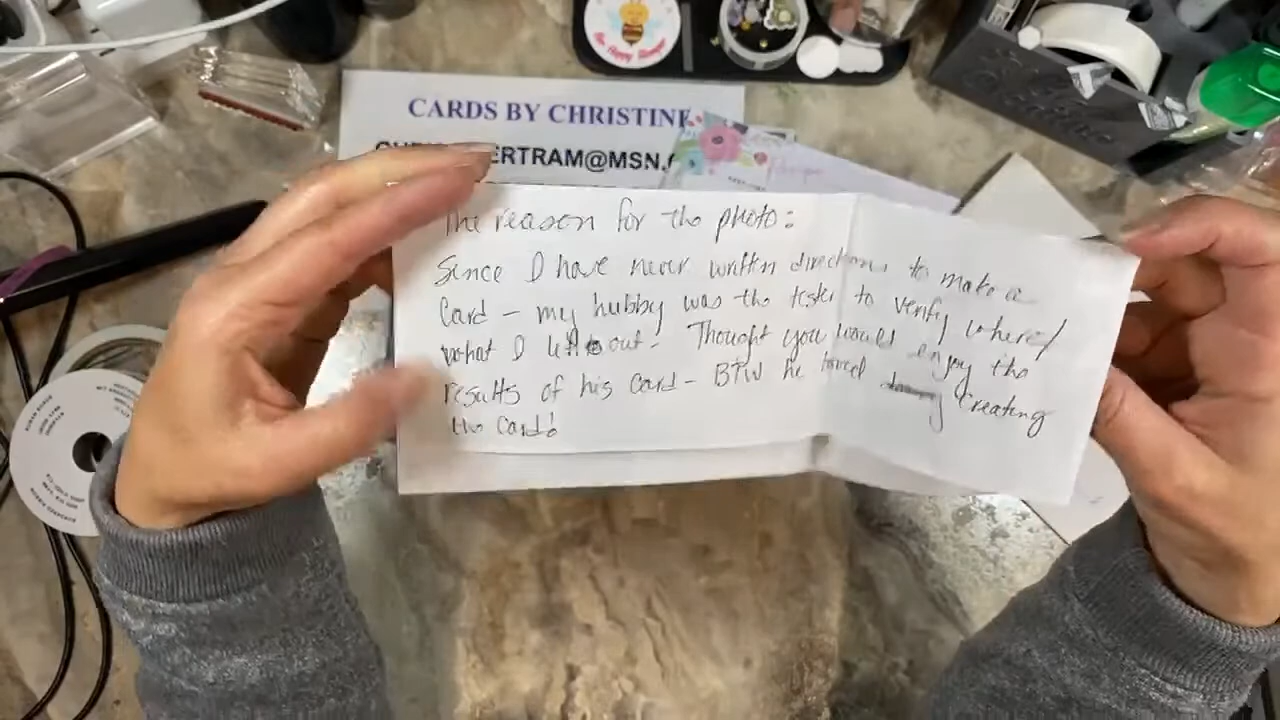 CARDS BY CHRISTINE
ERTRAM@MSN.
The reason for the photo:
Since I have never written directions to make a
Card - my hubby was the tester to verify where/
what I left out. Thought you would enjoy the
results of his card - BTW he loved creating
the card!